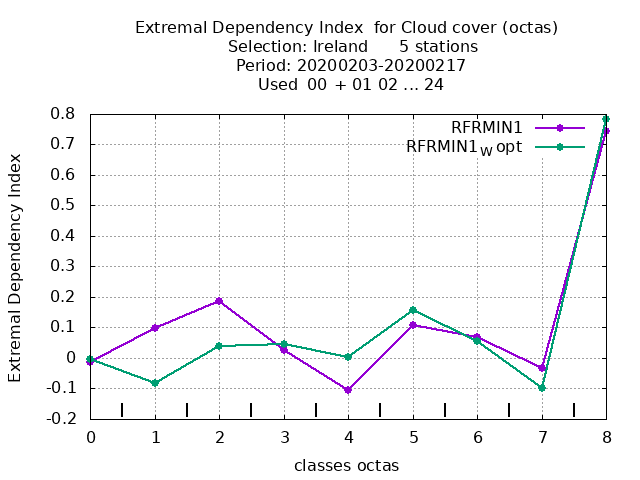 Extremal Dependency Index  for Cloud cover (octas)
Selection: Ireland      5 stations
Period: 20200203-20200217
Used  00 + 01 02 ... 24
RFRMIN1
RFRMIN1W opt
Extremal Dependency Index
0.8
0.7
0.6
0.5
0.4
0.3
0.2
0.1
0
-0.1
-0.2
0 1 2 3 4 5 6 7 8
classes octas